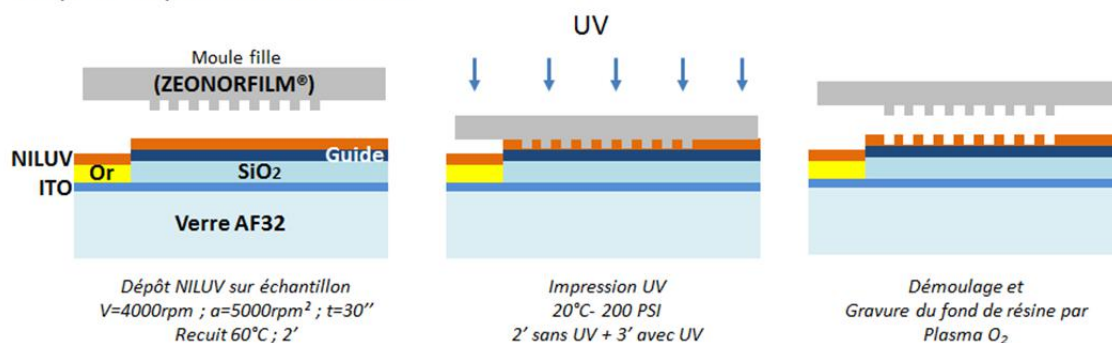 UV
Moule fille
(ZEONORFILM®)
NILUV
Guide
Or
SiO2
ITO
Verre AF32
Dépôt NILUV sur échantillon
V=4000rpm ; a=5000rpm² ; t=30’’
Recuit 60°C ; 2’
Impression UV
20°C- 200 PSI
2’ sans UV + 3’ avec UV
Démoulage et
Gravure du fond de résine par
Plasma O2